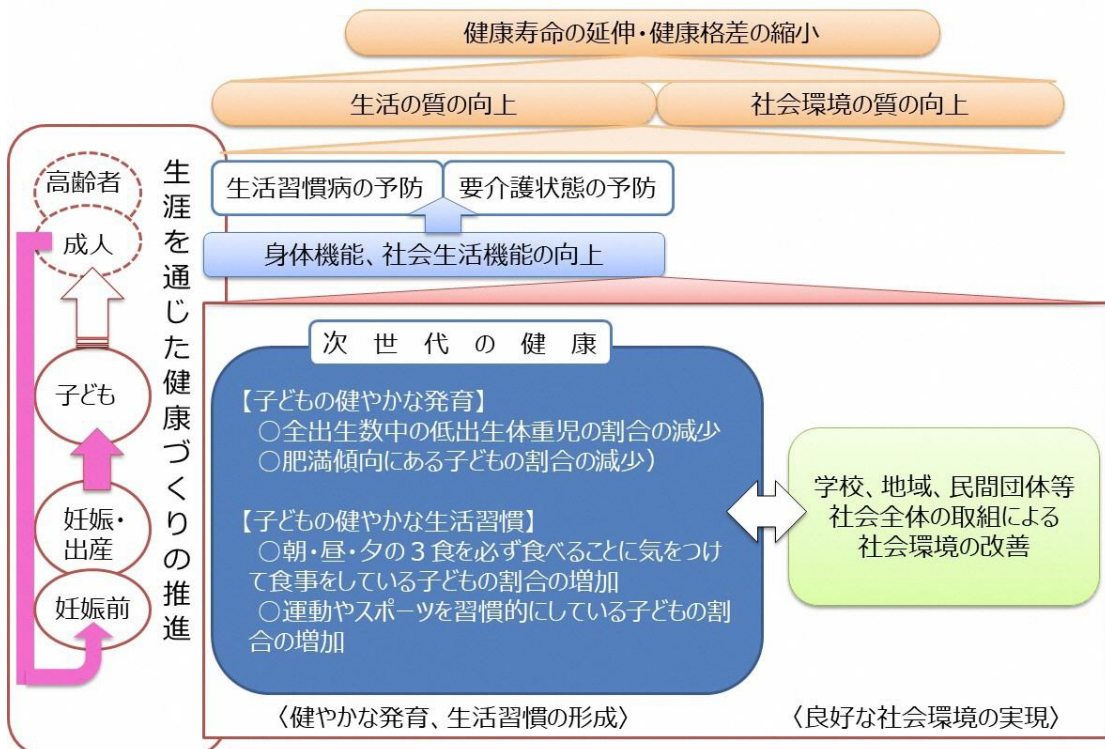 健康寿命の延伸・健康格差の縮小
生活の質の向上
社会環境の質の向上
生涯を通じた健康づくりの推進
高齢者
成人
子ども
妊娠・
出産
妊娠前
生活習慣病の予防
要介護状態の予防
身体機能、社会生活機能の向上
次世代の健康
【子どもの健やかな発育】
○全出生数中の低出生体重児の割合の減少
○肥満傾向にある子どもの割合の減少）
【子どもの健やかな生活習慣】
○朝・昼・夕の３食を必ず食べることに気をつけ
て食事をしている子どもの割合の増加
○運動やスポーツを習慣的にしている子どもの割
合の増加
学校、地域、民間団体等
社会全体の取組による
社会環境の改善
〈健やかな発育、生活習慣の形成〉
〈良好な社会環境の実現〉